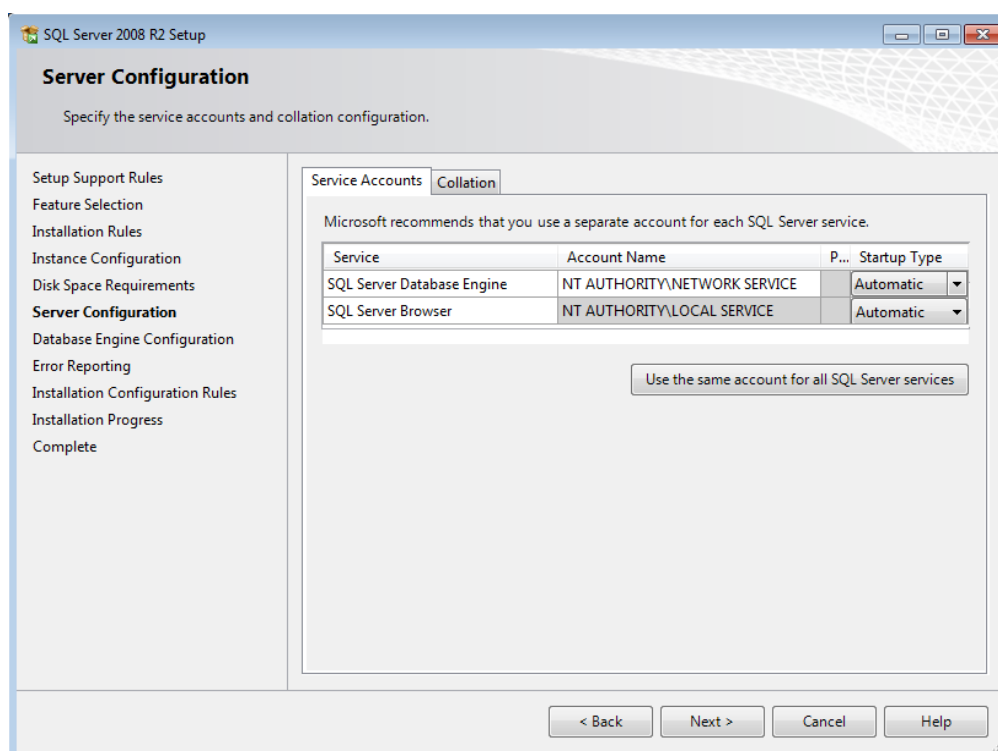 SQL Server 2008 R2 Setup
Server Configuration
Specify the service accounts and collation configuration.
Setup Support Rules
Feature Selection
Installation Rules
Instance Configuration
Disk Space Requirements
Server Configuration
Database Engine Configuration
Error Reporting
Installation Configuration Rules
Installation Progress
Complete
Service Accounts Collation
Microsoft recommends that you use a separate account for each SQL Server service.
Service Account Name P... Startup Type
SQL Server Database Engine NT AUTHORITY\NETWORK SERVICE Automatic
SQL Server Browser NT AUTHORITY\LOCAL SERVICE Automatic
Use the same account for all SQL Server services
< Back Next > Cancel Help